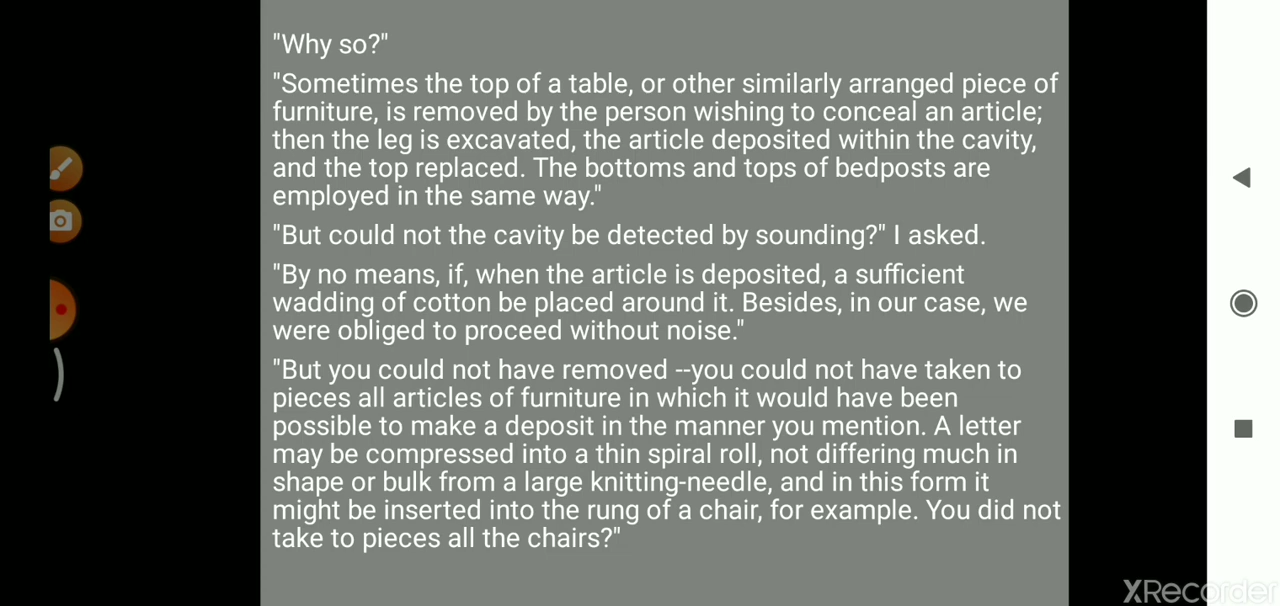 "Why so?"
"Sometimes the top of a table, or other similarly arranged piece of
furniture, is removed by the person wishing to conceal an article;
then the leg is excavated, the article deposited within the cavity,
and the top replaced. The bottoms and tops of bedposts are
employed in the same way."
"But could not the cavity be detected by sounding?" I asked.
"By no means, if, when the article is deposited, a sufficient
wadding of cotton be placed around it. Besides, in our case, we
were obliged to proceed without noise."
"But you could not have removed --you could not have taken to
pieces all articles of furniture in which it would have been
possible to make a deposit in the manner you mention. A letter
may be compressed into a thin spiral roll, not differing much in
shape or bulk from a large knitting-needle, and in this form it
might be inserted into the rung of a chair, for example. You did not
take to pieces all the chairs?"
XRecorder